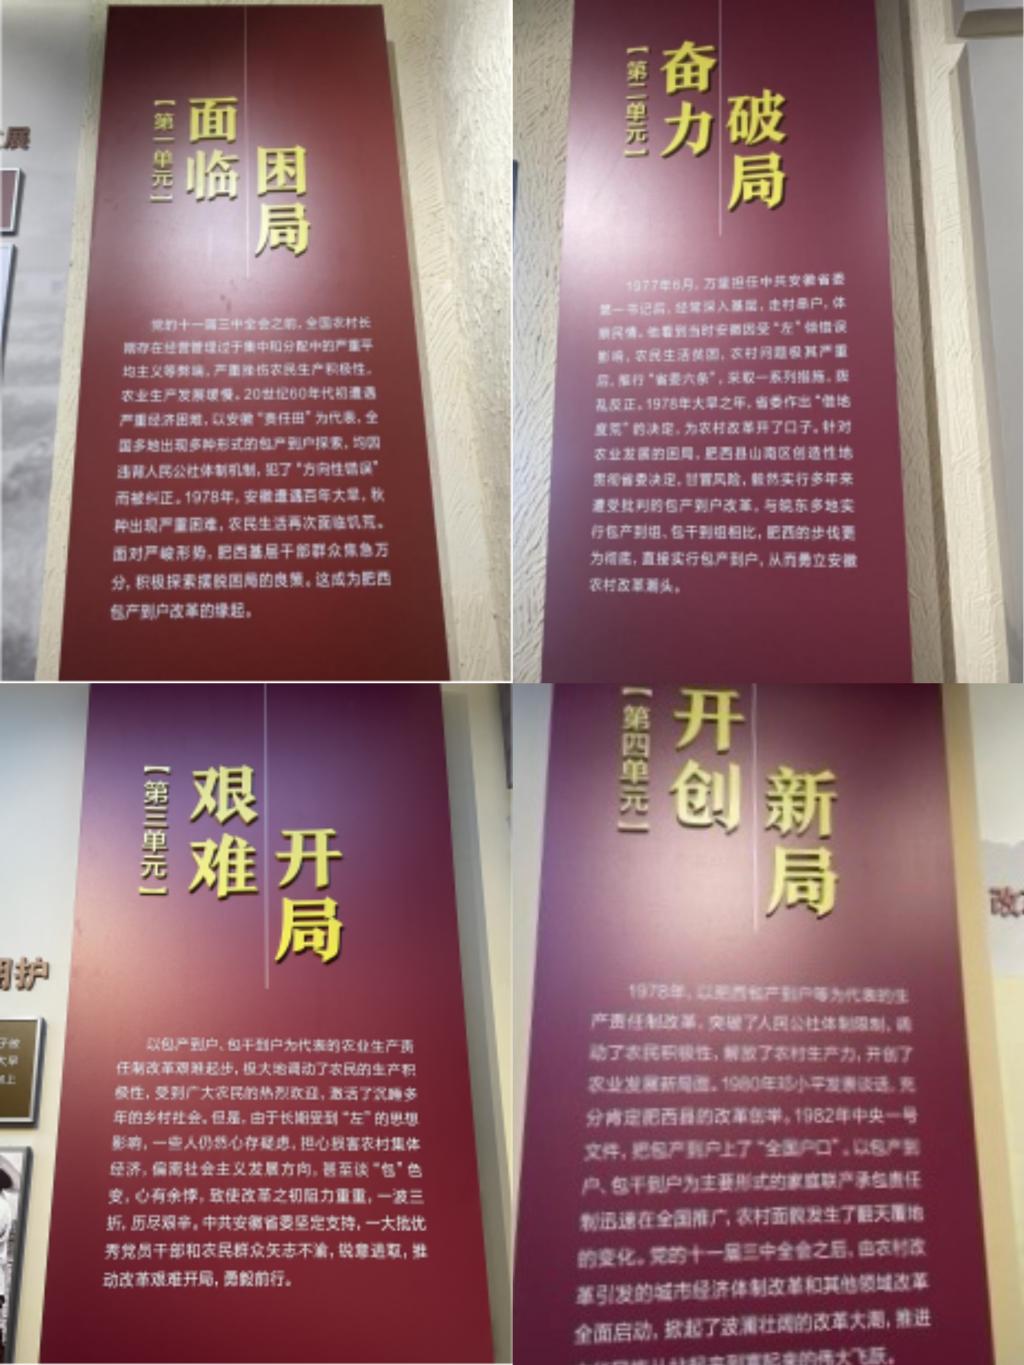 展
【第一单元】
面临
困局
党的十一届三中全会之前，全国农村长
期存在经营管理过于集中和分配中的严重平
均主义等弊端，严重挫伤农民生产积极性，
农业生产发展缓慢。20世纪60年代初遭遇
严重经济困难，以安徽“责任田”为代表，全
国多地出现多种形式的包产到户探索，均因
违背人民公社体制机制，犯了“方向性错误”
而被纠正。1978年，安徽遭遇百年大旱，秋
种出现严重困难，农民生活再次面临饥荒。
面对严峻形势，肥西基层干部群众焦急万
分，积极探索摆脱困局的良策。这成为肥西
包产到户改革的缘起。
【第二单元】
奋力
破局
1977年6月，万里担任中共安徽省委
第一书记后，经常深入基层，走村串户，体
察民情。他看到当时安徽因受“左”倾错误
影响，农民生活贫困，农村问题极其严重
后，推行“省委六条”，采取一系列措施，拨
乱反正。1978年大旱之年，省委作出“借地
度荒”的决定，为农村改革开了口子。针对
农业发展的困局，肥西县山南区创造性地
贯彻省委决定，甘冒风险，毅然实行多年来
遭受批判的包产到户改革。与皖东多地实
行包产到组、包干到组相比，肥西的步伐更
为彻底，直接实行包产到户，从而勇立安徽
农村改革潮头。
【第三单元】
艰难
开局
护
以包产到户、包干到户为代表的农业生产责
任制改革艰难起步，极大地调动了农民的生产积
极性，受到广大农民的热烈欢迎，激活了沉睡多
年的乡村社会。但是，由于长期受到“左”的思想
影响，一些人仍然心存疑虑，担心损害农村集体
经济，偏离社会主义发展方向，甚至谈“包”色
变，心有余悸，致使改革之初阻力重重，一波三
折，历尽艰辛。中共安徽省委坚定支持，一大批优
秀党员干部和农民群众矢志不渝，锐意进取，推
动改革艰难开局，勇毅前行。
【第四单元】
开创
新局
改
1978年，以肥西包产到户等为代表的生
产责任制改革，突破了人民公社体制限制，调
动了农民积极性，解放了农村生产力，开创了
农业发展新局面。1980年邓小平发表谈话，充
分肯定肥西县的改革创举。1982年中央一号
文件，把包产到户上了“全国户口”。以包产到
户、包干到户为主要形式的家庭联产承包责任
制迅速在全国推广，农村面貌发生了翻天覆地
的变化。党的十一届三中全会之后，由农村改
革引发的城市经济体制改革和其他领域改革
全面启动，掀起了波澜壮阔的改革大潮，推进
的伟大飞跃。